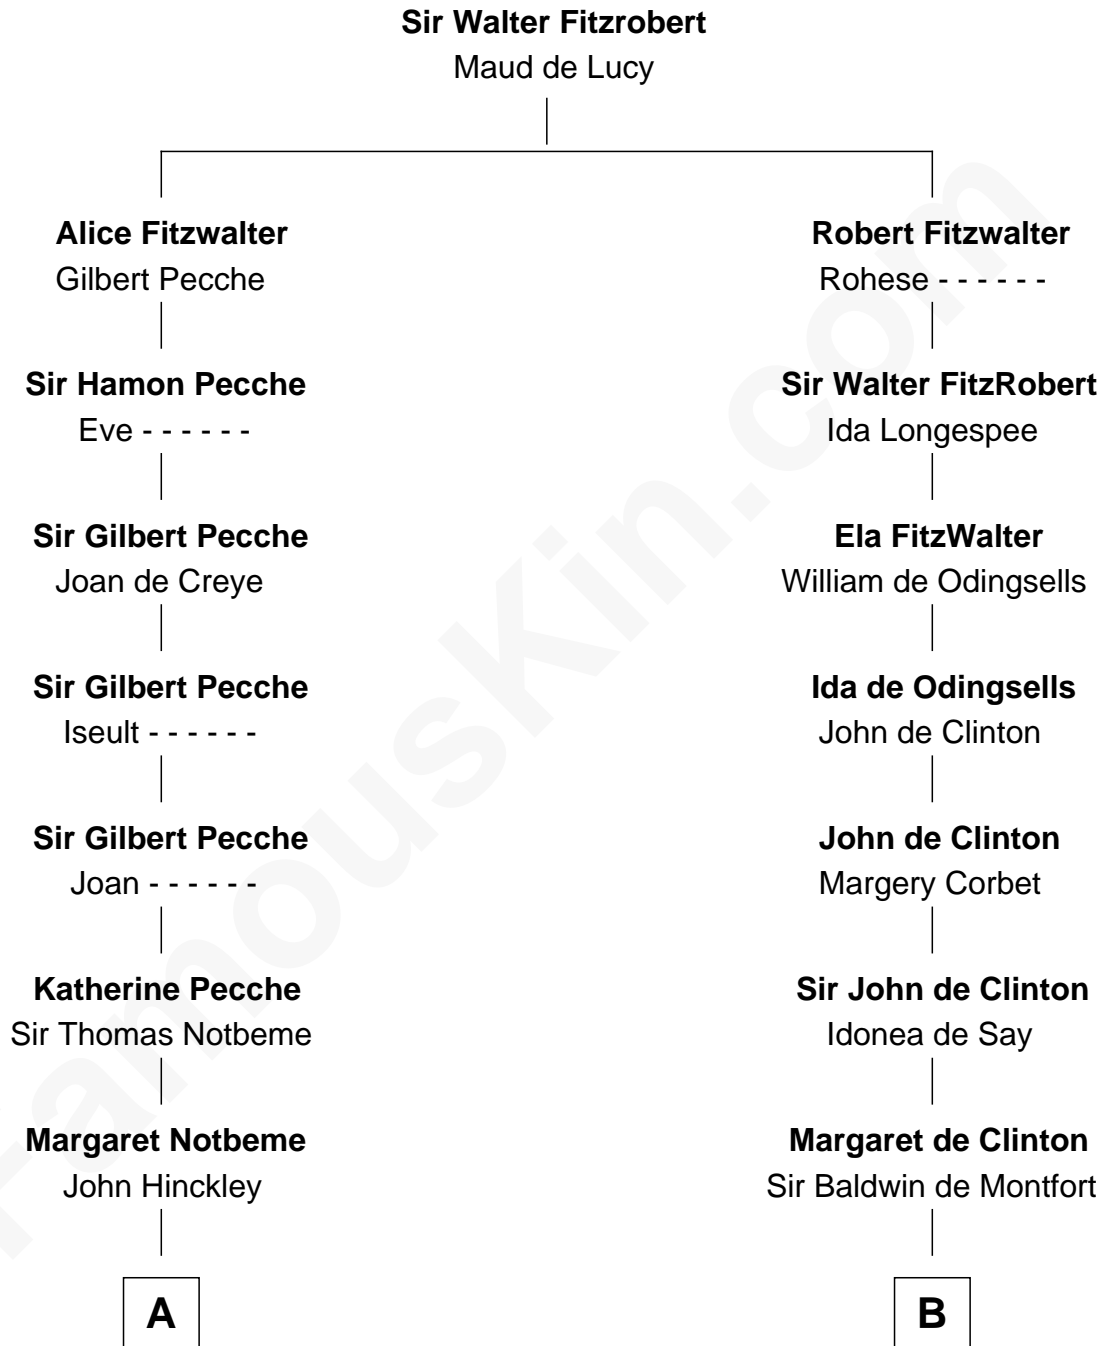 Sir Walter Fitzrobert
Maud de Lucy
Alice Fitzwalter
Gilbert Pecche
Robert Fitzwalter
Rohese - - - - - -
Sir Hamon Pecche
Eve - - - - - -
Sir Walter FitzRobert
Ida Longespee
Sir Gilbert Pecche
Joan de Creye
Ela FitzWalter
William de Odingsells
Sir Gilbert Pecche
Iseult - - - - - -
Ida de Odingsells
John de Clinton
Sir Gilbert Pecche
Joan - - - - - -
John de Clinton
Margery Corbet
Katherine Pecche
Sir Thomas Notbeme
Sir John de Clinton
Idonea de Say
Margaret Notbeme
John Hinckley
Margaret de Clinton
Sir Baldwin de Montfort
A
B
FamousKin.com